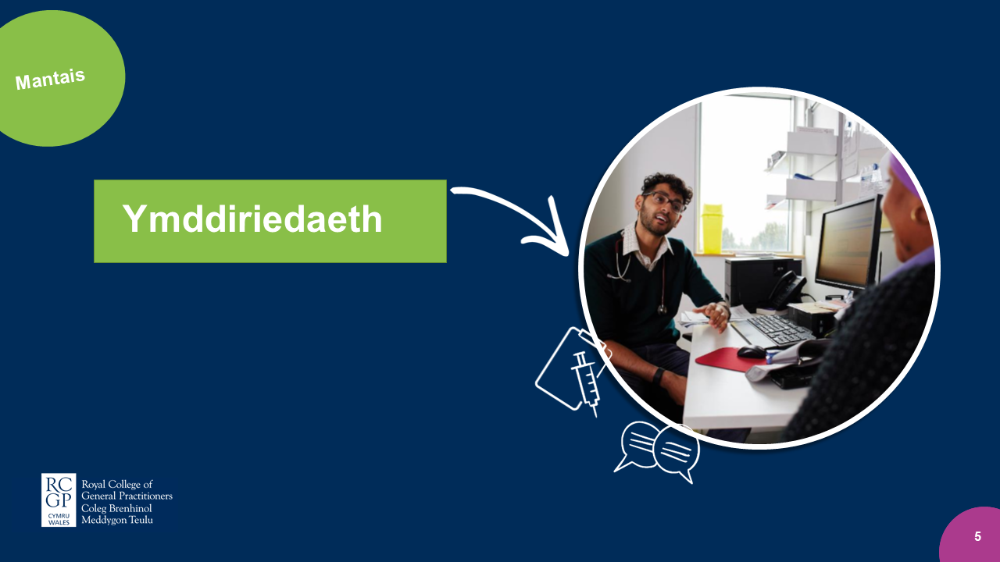 Mantais
Ymddiriedaeth
RC
GP
CYMRU
WALES
Royal College of
General Practitioners
Coleg Brenhinol
Meddygon Teulu
5